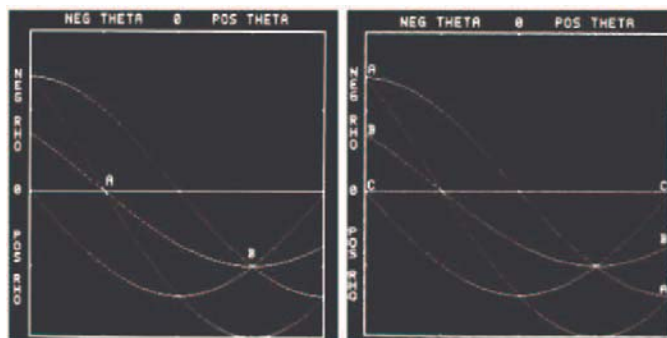 NEG THETA 0 POS THETA
NEG RHO
0
POS RHO
A
B
NEG THETA 0 POS THETA
NEG RHO
0
POS RHO
A
B
C
C
B
A